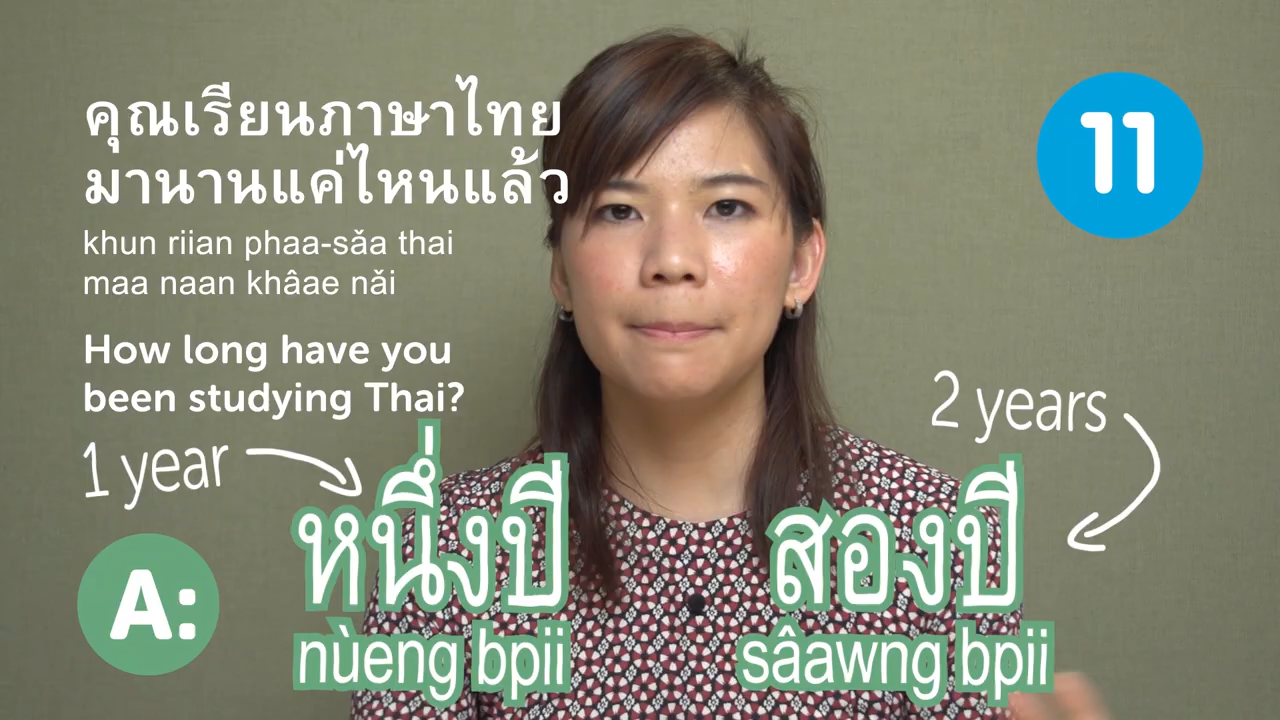 คุณเรียนภาษาไทย
มานานแค่ไหนแล้ว
khun riian phaa-sǎa thai
maa naan khâae nǎi
How long have you
been studying Thai?
11
1 year
2 years
A:
หนึ่งปี
สองปี
nùeng bpii
sâawng bpii